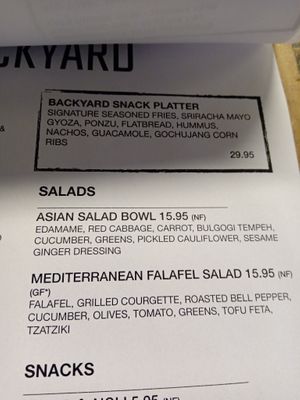 CKYARD
BACKYARD SNACK PLATTER
SIGNATURE SEASONED FRIES, SRIRACHA MAYO
GYOZA, PONZU, FLATBREAD, HUMMUS,
NACHOS, GUACAMOLE, GOCHUJANG CORN
RIBS
29.95
&
SALADS
ASIAN SALAD BOWL 15.95 (NF)
EDAMAME, RED CABBAGE, CARROT, BULGOGI TEMPEH,
CUCUMBER, GREENS, PICKLED CAULIFLOWER, SESAME
GINGER DRESSING
MEDITERRANEAN FALAFEL SALAD 15.95 (NF)
(GF*)
FALAFEL, GRILLED COURGETTE, ROASTED BELL PEPPER,
CUCUMBER, OLIVES, TOMATO, GREENS, TOFU FETA,
TZATZIKI
SNACKS
5.95 (NF)